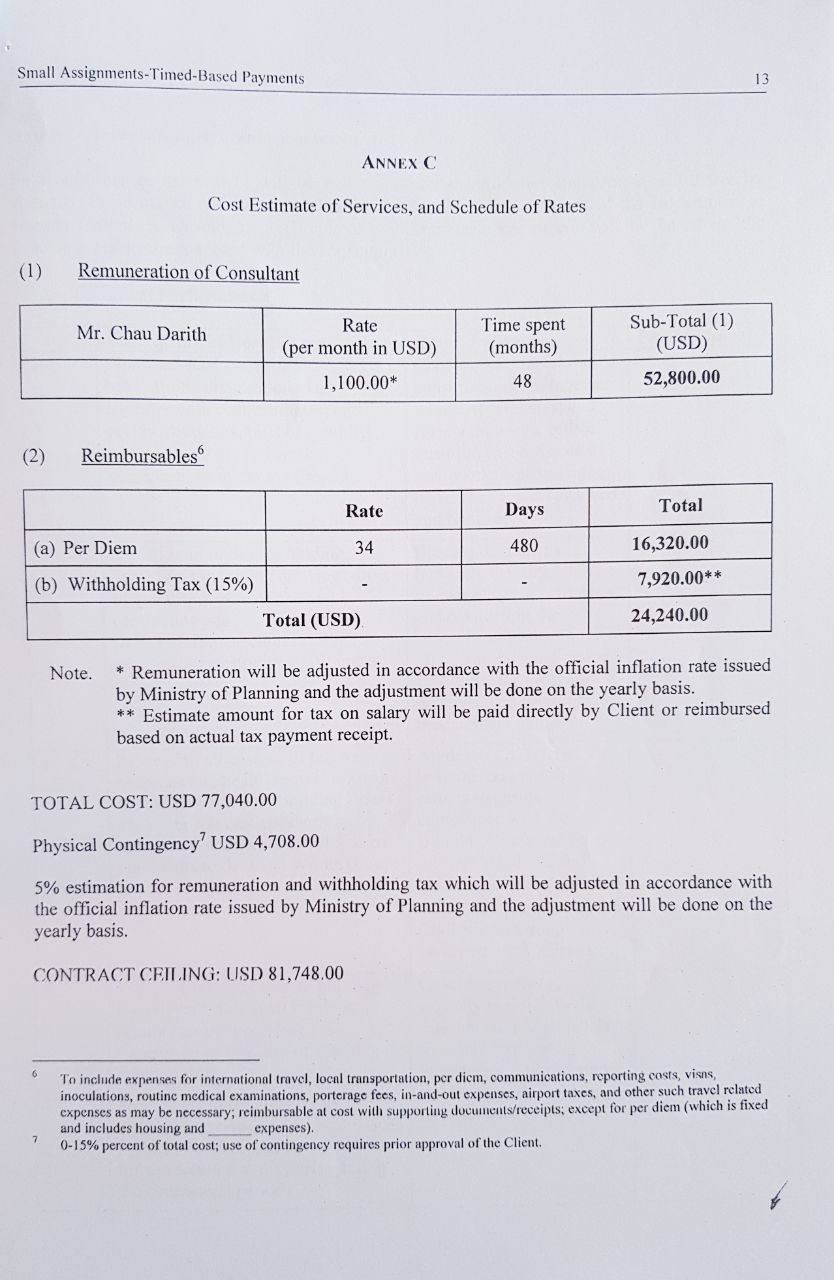 Small Assignments-Timed-Based Payments 13
ANNEX C
Cost Estimate of Services, and Schedule of Rates
(1) Remuneration of Consultant
Mr. Chau Darith Rate (per month in USD) Time spent (months) Sub-Total (1) (USD)
1,100.00* 48 52,800.00
(2) Reimbursables6
Rate Days Total
(a) Per Diem 34 480 16,320.00
(b) Withholding Tax (15%) - - 7,920.00**
Total (USD) 24,240.00
Note. * Remuneration will be adjusted in accordance with the official inflation rate issued
by Ministry of Planning and the adjustment will be done on the yearly basis.
** Estimate amount for tax on salary will be paid directly by Client or reimbursed
based on actual tax payment receipt.
TOTAL COST: USD 77,040.00
Physical Contingency7 USD 4,708.00
5% estimation for remuneration and withholding tax which will be adjusted in accordance with
the official inflation rate issued by Ministry of Planning and the adjustment will be done on the
yearly basis.
CONTRACT CEILING: USD 81,748.00
6 To include expenses for international travel, local transportation, per diem, communications, reporting costs, visas,
inoculations, routine medical examinations, porterage fees, in-and-out expenses, airport taxes, and other such travel related
expenses as may be necessary; reimbursable at cost with supporting documents/receipts; except for per diem (which is fixed
and includes housing and ______ expenses).
7 0-15% percent of total cost; use of contingency requires prior approval of the Client.